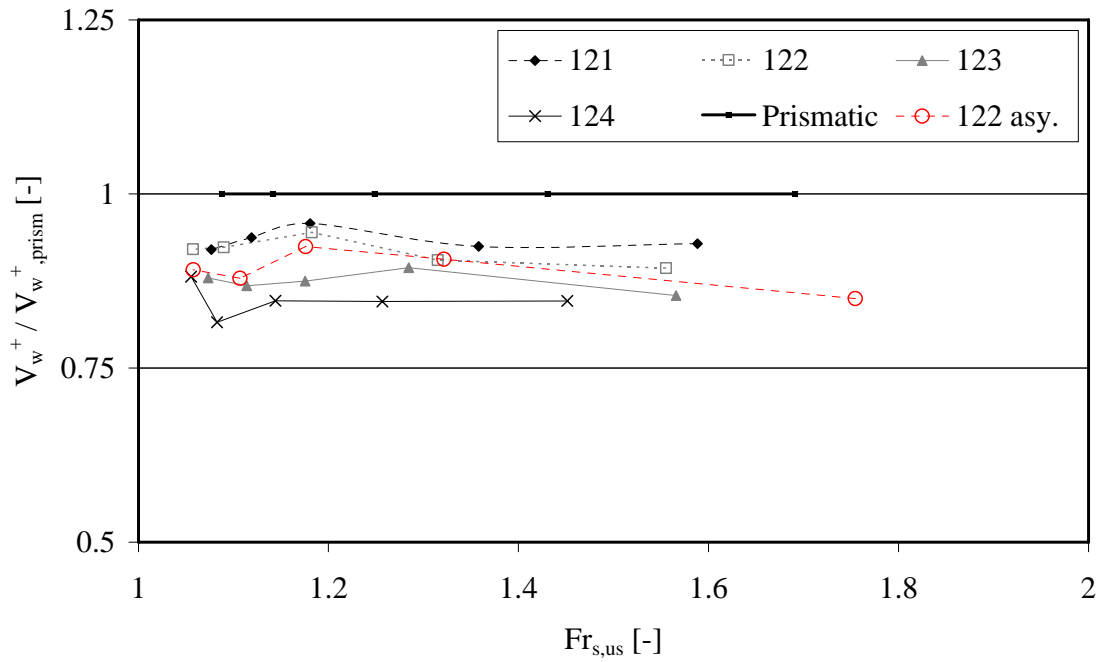 1.25
121 122 123
124 Prismatic 122 asy.
1
0.75
0.5
1 1.2 1.4 1.6 1.8 2
Fr_s,us [-]
V_w^+ / V_w^+,prism [-]